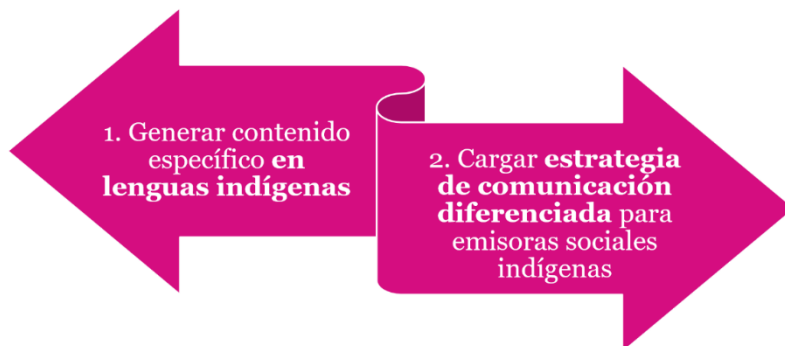 1. Generar contenido
específico en
lenguas indígenas
2. Cargar estrategia
de comunicación
diferenciada para
emisoras sociales
indígenas